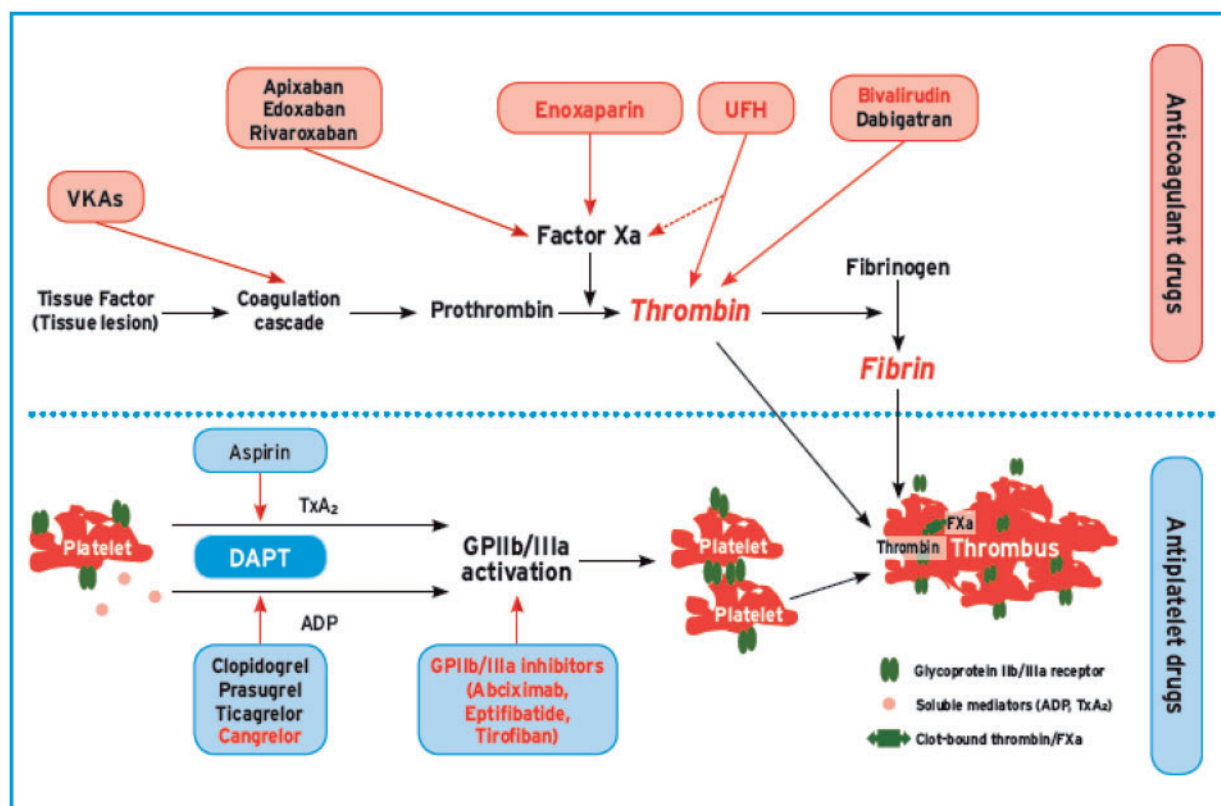 Apixaban
Edoxaban
Rivaroxaban
Enoxaparin
UFH
Bivalirudin
Dabigatran
Anticoagulant drugs
VKAs
Factor Xa
Fibrinogen
Tissue Factor
(Tissue lesion)
Coagulation
cascade
Prothrombin
Thrombin
Fibrin
Aspirin
TxA₂
Platelet
DAPT
GPIIb/IIIa
activation
ADP
Platelet
Platelet
FXa
Thrombin
Thrombus
Antiplatelet drugs
Clopidogrel
Prasugrel
Ticagrelor
Cangrelor
GPIIb/IIIa inhibitors
(Abciximab,
Eptifibatide,
Tirofiban)
Glycoprotein IIb/IIIa receptor
Soluble mediators (ADP, TxA₂)
Clot-bound thrombin/FXa